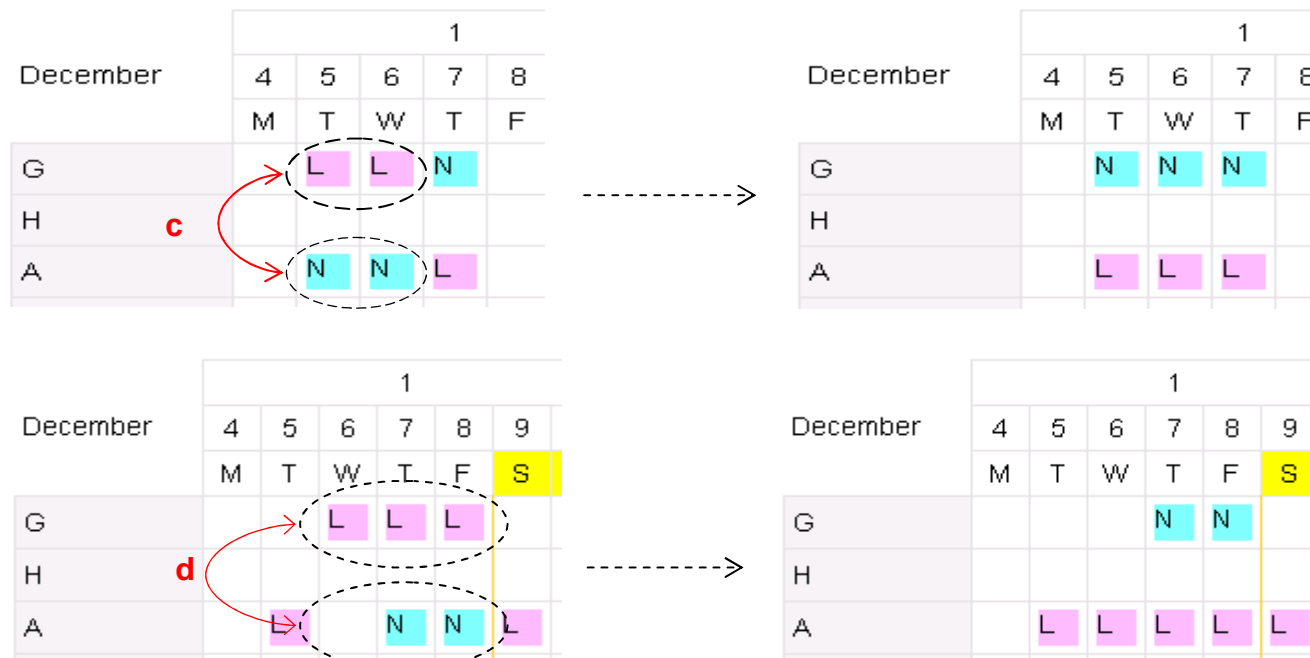 1
December 4 5 6 7 8
M T W T F
G L L N
H
A N N L
c
1
December 4 5 6 7 8
M T W T F
G N N N
H
A L L L
1
December 4 5 6 7 8 9
M T W T F S
G L L L
H
A L N N L
d
1
December 4 5 6 7 8 9
M T W T F S
G N N
H
A L L L L L